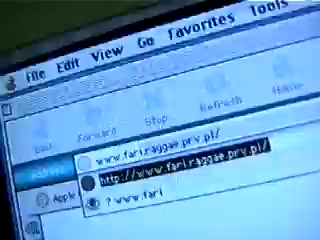 File Edit View Go Favorites Tools
Back Forward Stop Refresh Home
Address www.fariraggae.prv.pl/
http://www.fariraggae.prv.pl/
Apple ? www.fari